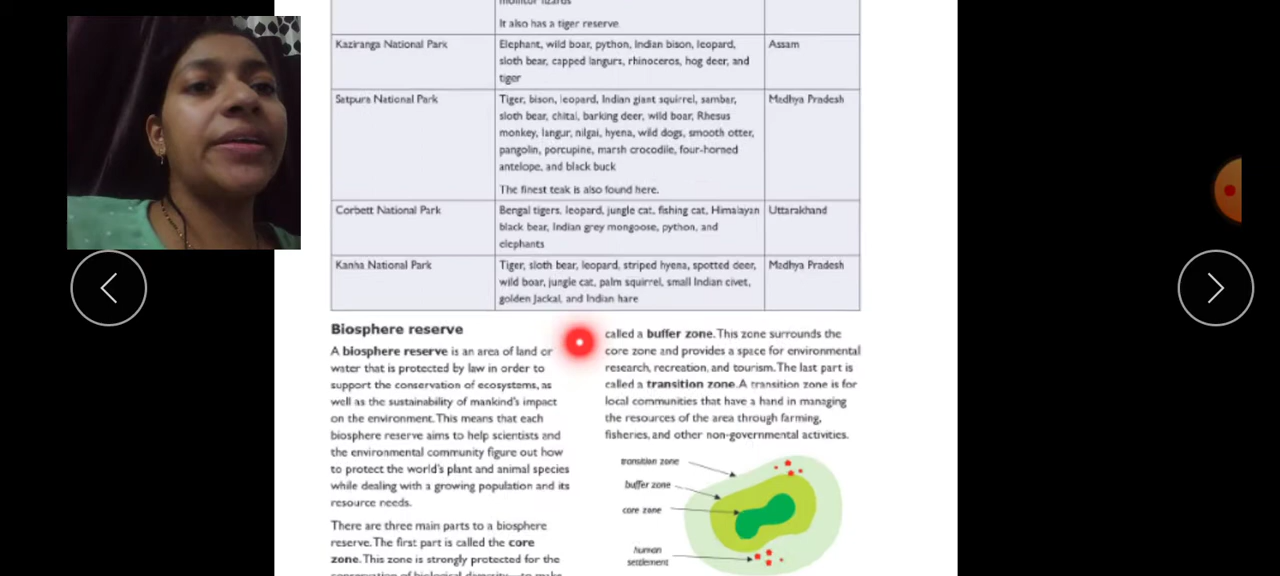 It also has a tiger reserve.
Kaziranga National Park
Elephant, wild boar, python, Indian bison, leopard,
sloth bear, capped langurs, rhinoceros, hog deer, and
tiger
Assam
Satpura National Park
Tiger, bison, leopard, Indian giant squirrel, sambar,
sloth bear, chital, barking deer, wild boar, Rhesus
monkey, langur, nilgai, hyena, wild dogs, smooth otter,
pangolin, porcupine, marsh crocodile, four-horned
antelope, and black buck
The finest teak is also found here.
Madhya Pradesh
Corbett National Park
Bengal tigers, leopard, jungle cat, fishing cat, Himalayan
black bear, Indian grey mongoose, python, and
elephants
Uttarakhand
Kanha National Park
Tiger, sloth bear, leopard, striped hyena, spotted deer,
wild boar, jungle cat, palm squirrel, small Indian civet,
golden Jackal, and Indian hare
Madhya Pradesh
Biosphere reserve
A biosphere reserve is an area of land or
water that is protected by law in order to
support the conservation of ecosystems, as
well as the sustainability of mankind's impact
on the environment. This means that each
biosphere reserve aims to help scientists and
the environmental community figure out how
to protect the world's plant and animal species
while dealing with a growing population and its
resource needs.
There are three main parts to a biosphere
reserve. The first part is called the core
zone. This zone is strongly protected for the
called a buffer zone. This zone surrounds the
core zone and provides a space for environmental
research, recreation, and tourism. The last part is
called a transition zone. A transition zone is for
local communities that have a hand in managing
the resources of the area through farming,
fisheries, and other non-governmental activities.
transition zone
buffer zone
core zone
human
settlement